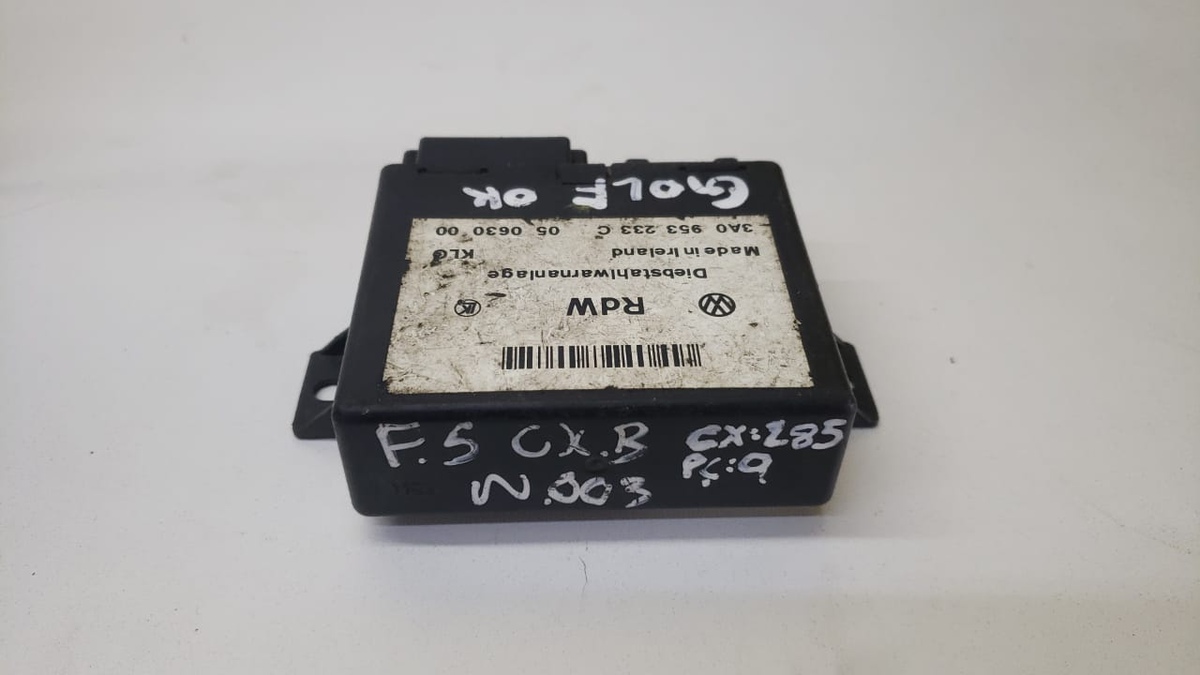 GOLF OK
3A0 953 233 C 05 0630 00
Made in Ireland KLG
Diebstahlwarnanlage
RdW
F.S CX.B
N.003
CX:285
PÇ:9